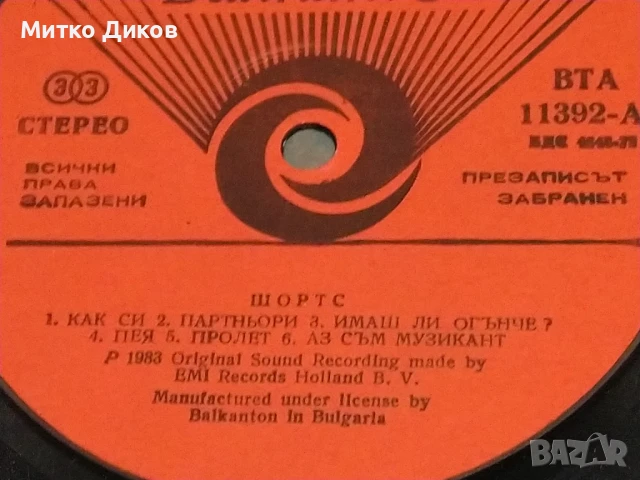 Митко Диков
33
СТЕРЕО
ВТА
11392-А
ВСИЧКИ
ПРАВА
ЗАПАЗЕНИ
ПРЕЗАПИСЪТ
ЗАБРАНЕН
ШОРТС
1. КАК СИ 2. ПАРТНЬОРИ 3. ИМАШ ЛИ ОГЪНЧЕ?
4. ПЕЯ 5. ПРОЛЕТ 6. АЗ СЪМ МУЗИКАНТ
P 1983 Original Sound Recording made by
EMI Records Holland B. V.
Manufactured under license by
Balkanton in Bulgaria
BAZAR